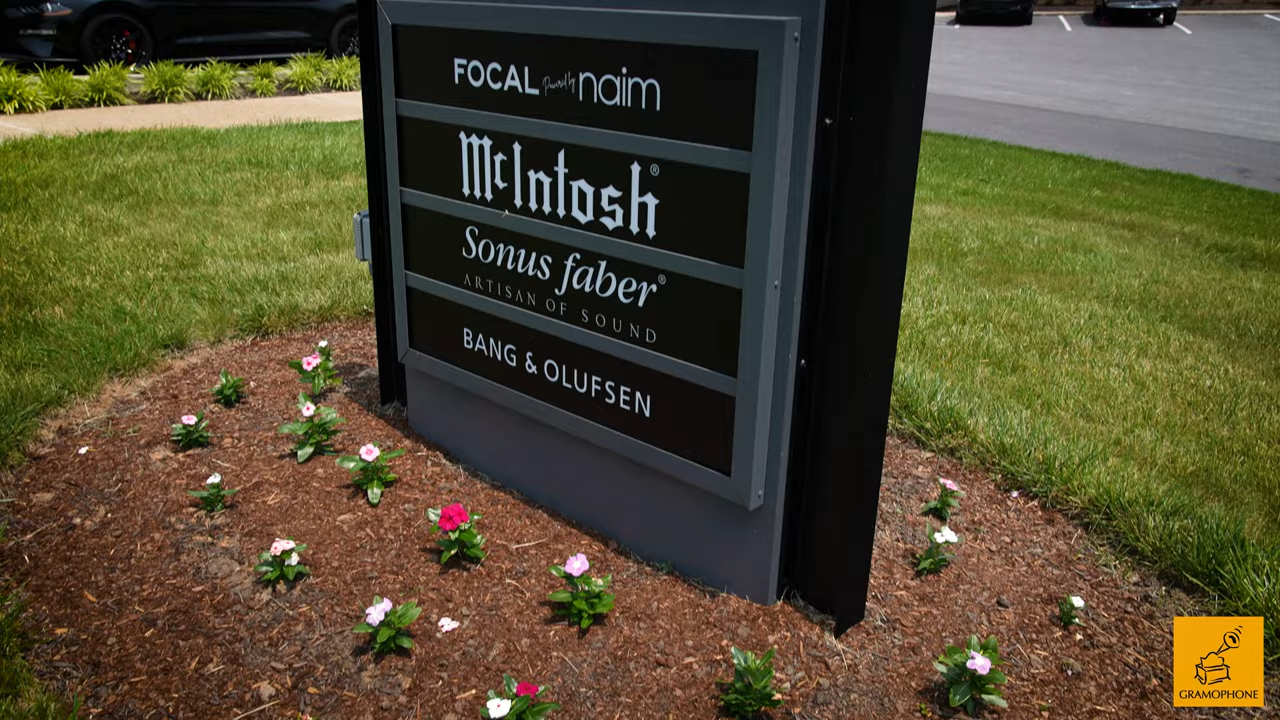 FOCAL Powered by naim
McIntosh®
Sonus faber®
ARTISAN OF SOUND
BANG & OLUFSEN
GRAMOPHONE